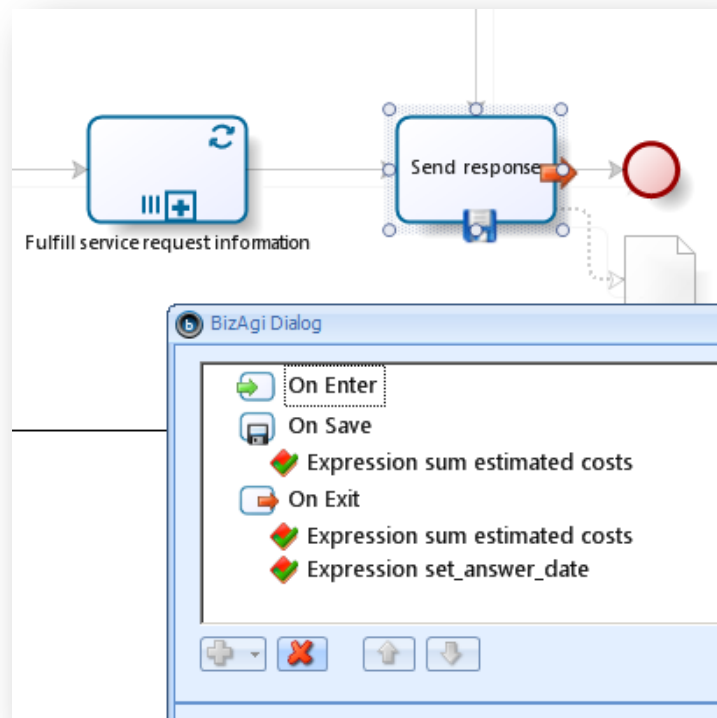 Send response
Fulfill service request information
BizAgi Dialog
On Enter
On Save
Expression sum estimated costs
On Exit
Expression sum estimated costs
Expression set_answer_date